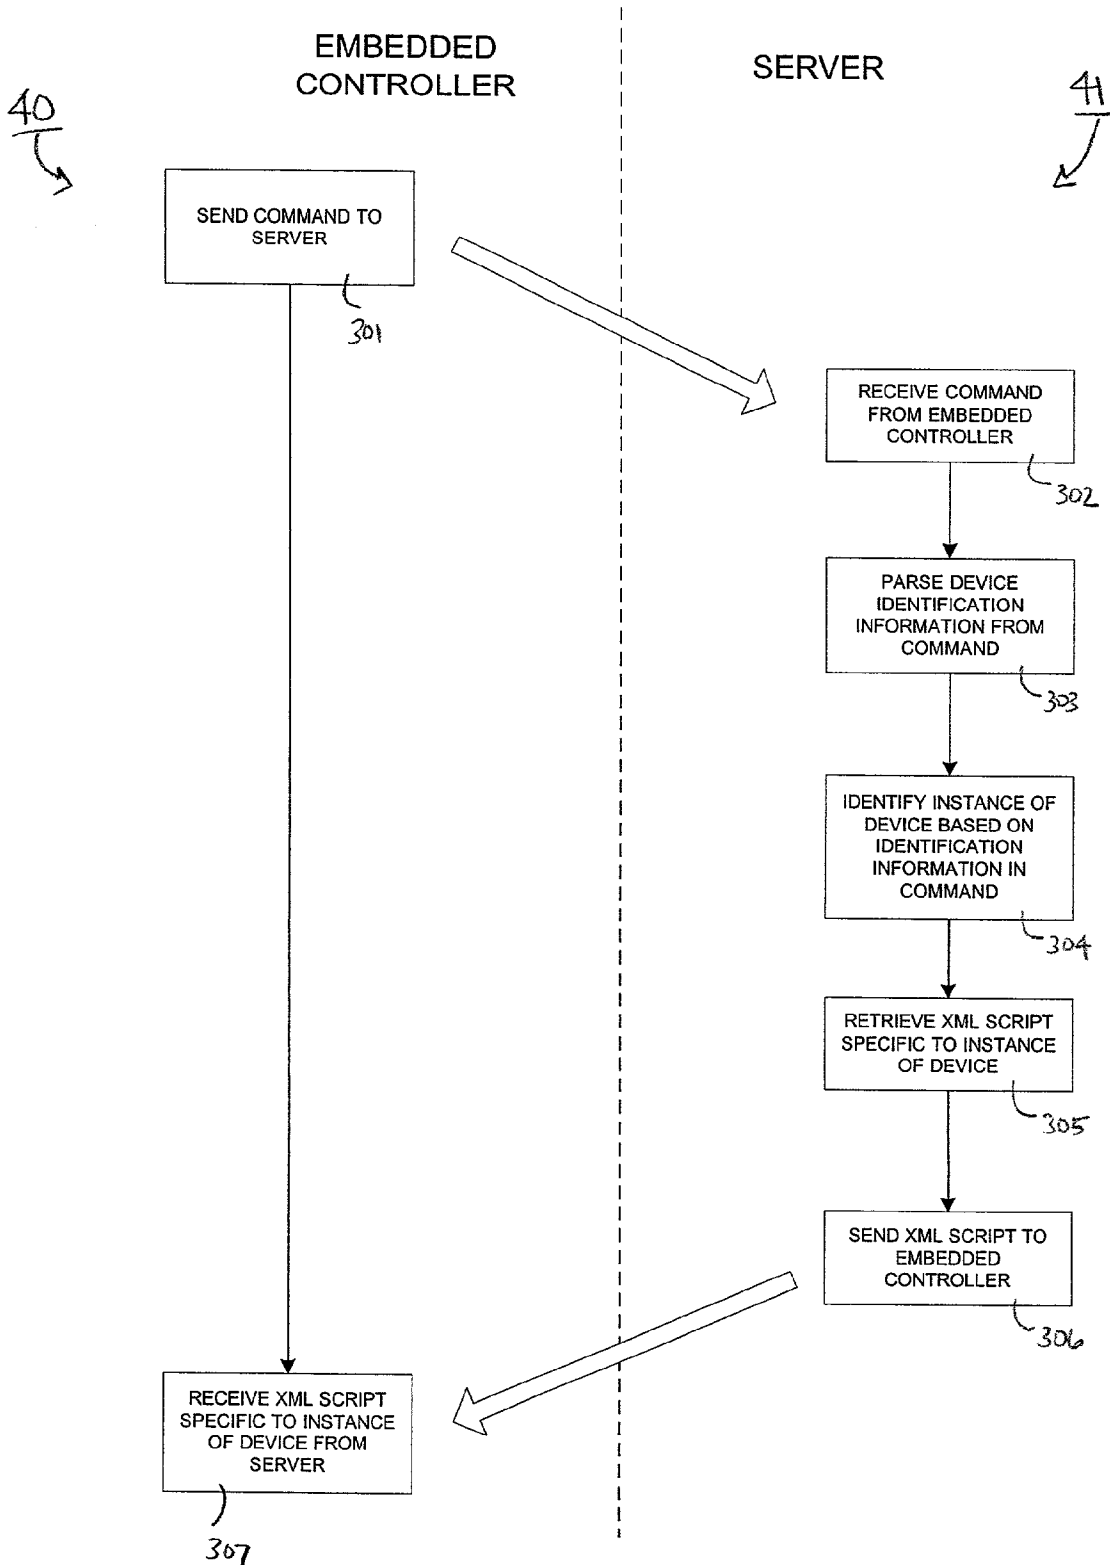 EMBEDDED
CONTROLLER
SERVER
40
41
SEND COMMAND TO
SERVER
301
RECEIVE COMMAND
FROM EMBEDDED
CONTROLLER
302
PARSE DEVICE
IDENTIFICATION
INFORMATION FROM
COMMAND
303
IDENTIFY INSTANCE OF
DEVICE BASED ON
IDENTIFICATION
INFORMATION IN
COMMAND
304
RETRIEVE XML SCRIPT
SPECIFIC TO INSTANCE
OF DEVICE
305
SEND XML SCRIPT TO
EMBEDDED
CONTROLLER
306
RECEIVE XML SCRIPT
SPECIFIC TO INSTANCE
OF DEVICE FROM
SERVER
307